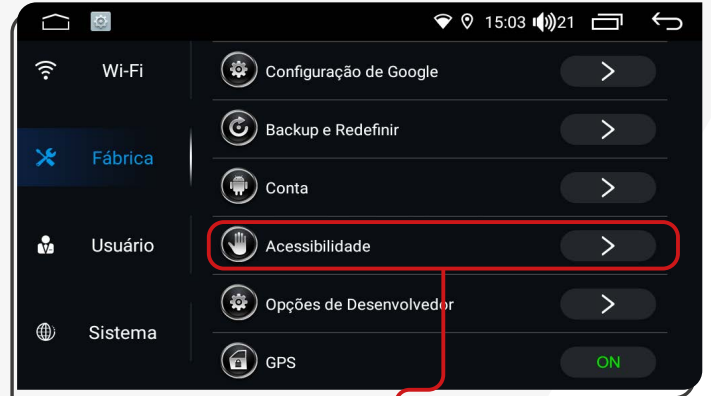 15:03 21
Wi-Fi
Fábrica
Usuário
Sistema
Configuração de Google
Backup e Redefinir
Conta
Acessibilidade
Opções de Desenvolvedor
GPS ON